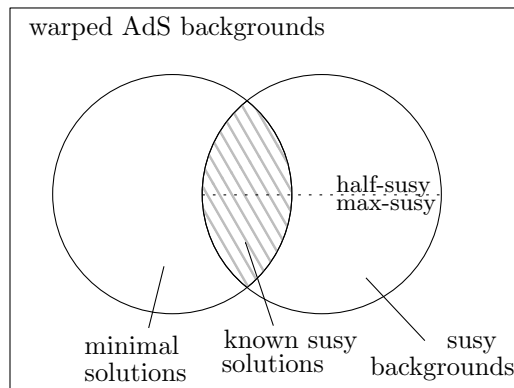 warped AdS backgrounds
half-susy
max-susy
minimal
solutions
known susy
solutions
susy
backgrounds